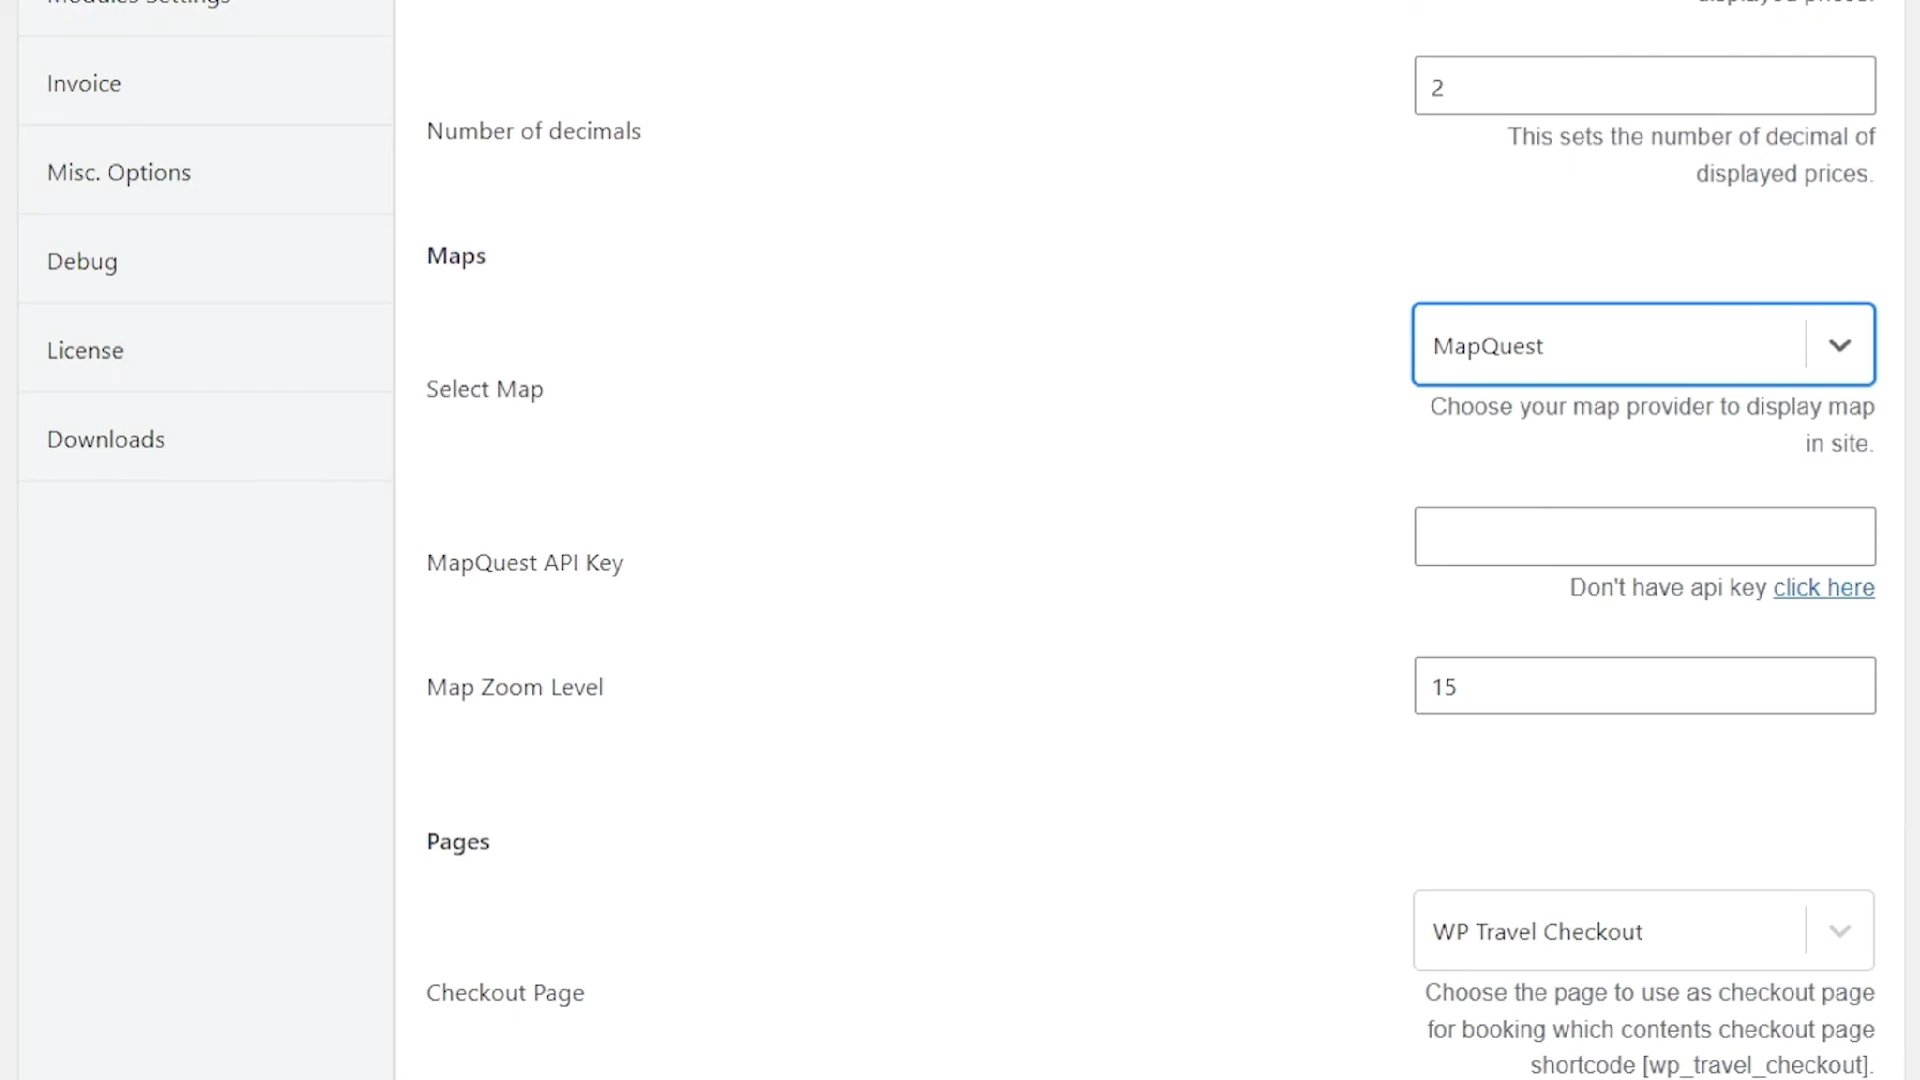 Invoice
Misc. Options
Debug
License
Downloads
2
Number of decimals
This sets the number of decimal of
displayed prices.
Maps
MapQuest
Select Map
Choose your map provider to display map
in site.
MapQuest API Key
Don't have api key click here
Map Zoom Level
15
Pages
WP Travel Checkout
Checkout Page
Choose the page to use as checkout page
for booking which contents checkout page
shortcode [wp_travel_checkout].